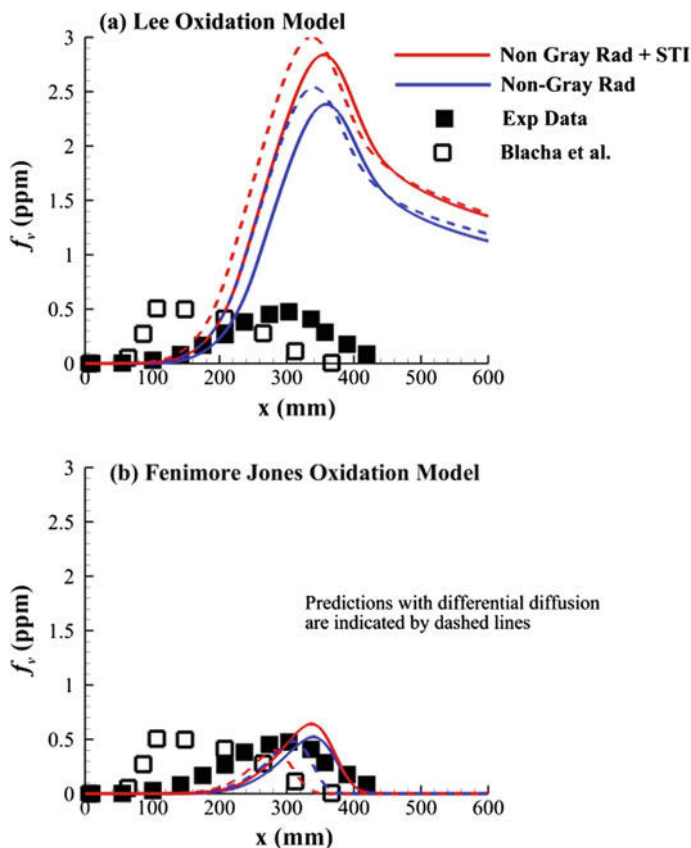 (a) Lee Oxidation Model
3
2.5
2
1.5
1
0.5
0
f_v (ppm)
Non Gray Rad + STI
Non-Gray Rad
Exp Data
Blacha et al.
0 100 200 300 400 500 600
x (mm)
(b) Fenimore Jones Oxidation Model
3
2.5
2
1.5
1
0.5
0
f_v (ppm)
Predictions with differential diffusion
are indicated by dashed lines
0 100 200 300 400 500 600
x (mm)